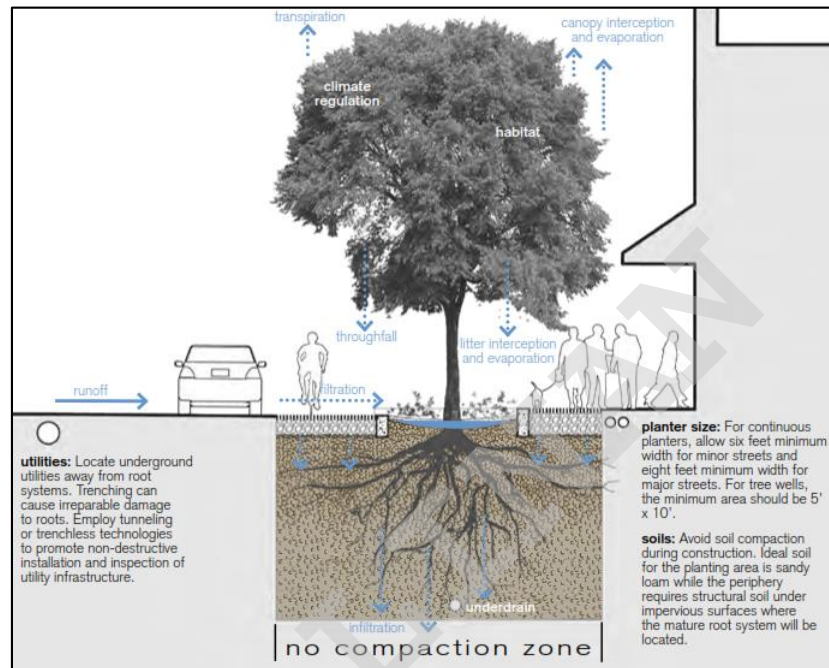 transpiration
canopy interception
and evaporation
climate
regulation
habitat
throughfall
litter interception
and evaporation
runoff
filtration
utilities: Locate underground
utilities away from root
systems. Trenching can
cause irreparable damage
to roots. Employ tunneling
or trenchless technologies
to promote non-destructive
installation and inspection of
utility infrastructure.
planter size: For continuous
planters, allow six feet minimum
width for minor streets and
eight feet minimum width for
major streets. For tree wells,
the minimum area should be 5'
x 10'.
soils: Avoid soil compaction
during construction. Ideal soil
for the planting area is sandy
loam while the periphery
requires structural soil under
impervious surfaces where
the mature root system will be
located.
underdrain
infiltration
no compaction zone